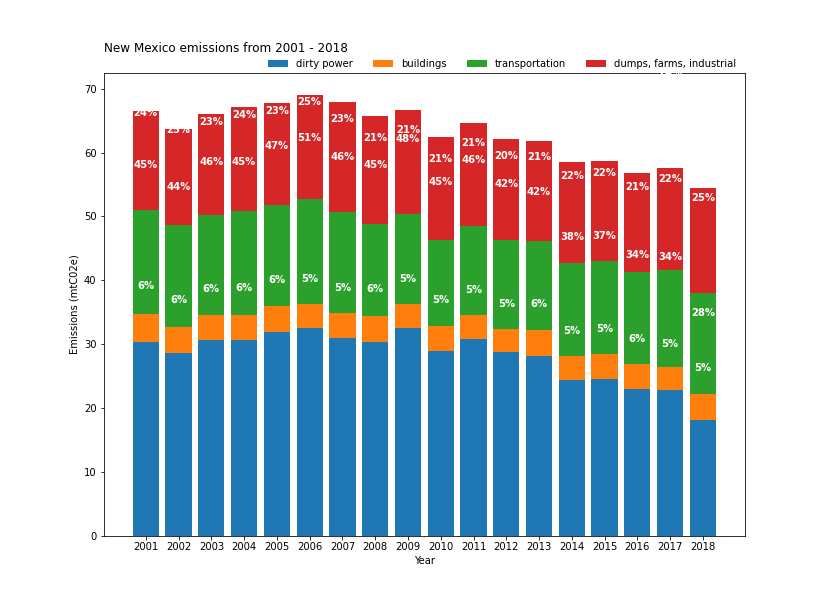 New Mexico emissions from 2001 - 2018
dirty power buildings transportation dumps, farms, industrial
70
60
50
40
30
20
10
0
Emissions (mtC02e)
24% 23% 23% 24% 23% 25% 23% 21% 21% 21% 21% 20% 21% 22% 22% 21% 22% 25%
45% 44% 46% 45% 47% 51% 46% 45% 48% 45% 46% 42% 42% 38% 37% 34% 34% 28%
6% 6% 6% 6% 6% 5% 5% 6% 5% 5% 5% 5% 6% 5% 5% 6% 5% 5%
2001 2002 2003 2004 2005 2006 2007 2008 2009 2010 2011 2012 2013 2014 2015 2016 2017 2018
Year